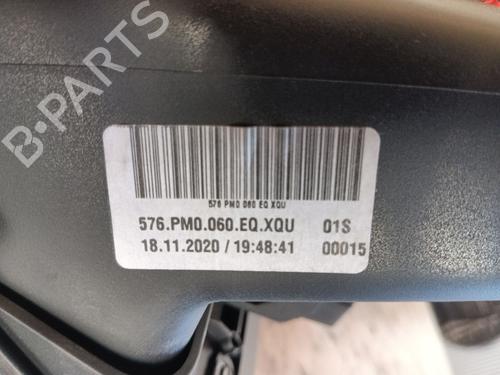 B-PARTS
576 PM0 060 EQ XQU
576.PM0.060.EQ.XQU 01S
18.11.2020 / 19:48:41 00015